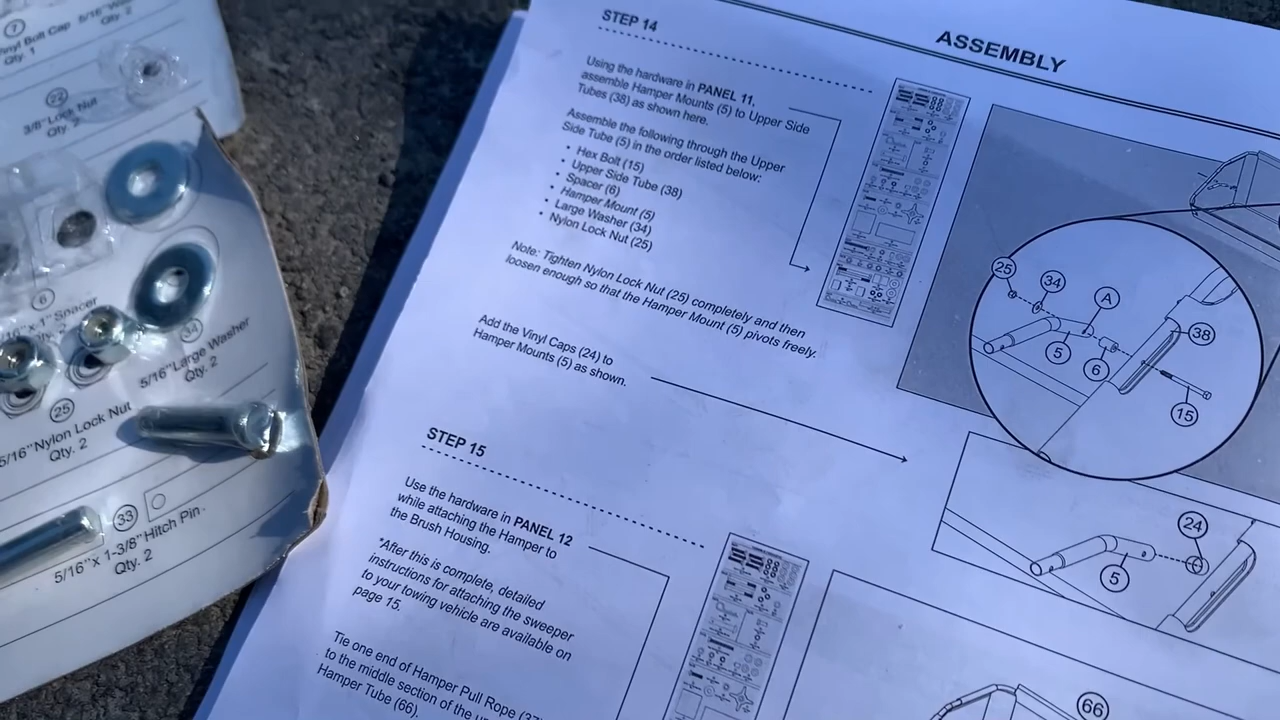 7
Vinyl Bolt Cap
Qty. 1
5/16"
Qty. 2
22
3/8" Lock Nut
Qty. 2
6
x 1" Spacer
34
5/16" Large Washer
Qty. 2
25
5/16" Nylon Lock Nut
Qty. 2
33
5/16" x 1-3/8" Hitch Pin
Qty. 2
ASSEMBLY
STEP 14
Using the hardware in PANEL 11,
assemble Hamper Mounts (5) to Upper Side
Tubes (38) as shown here.
Assemble the following through the Upper
Side Tube (5) in the order listed below:
• Hex Bolt (15)
• Upper Side Tube (38)
• Spacer (6)
• Hamper Mount (5)
• Large Washer (34)
• Nylon Lock Nut (25)
Note: Tighten Nylon Lock Nut (25) completely and then
loosen enough so that the Hamper Mount (5) pivots freely.
Add the Vinyl Caps (24) to
Hamper Mounts (5) as shown.
25
34
A
38
5
6
15
24
5
STEP 15
Use the hardware in PANEL 12
while attaching the Hamper to
the Brush Housing.
*After this is complete, detailed
instructions for attaching the sweeper
to your towing vehicle are available on
page 15.
Tie one end of Hamper Pull Rope
to the middle section of the
Hamper Tube (66).
66